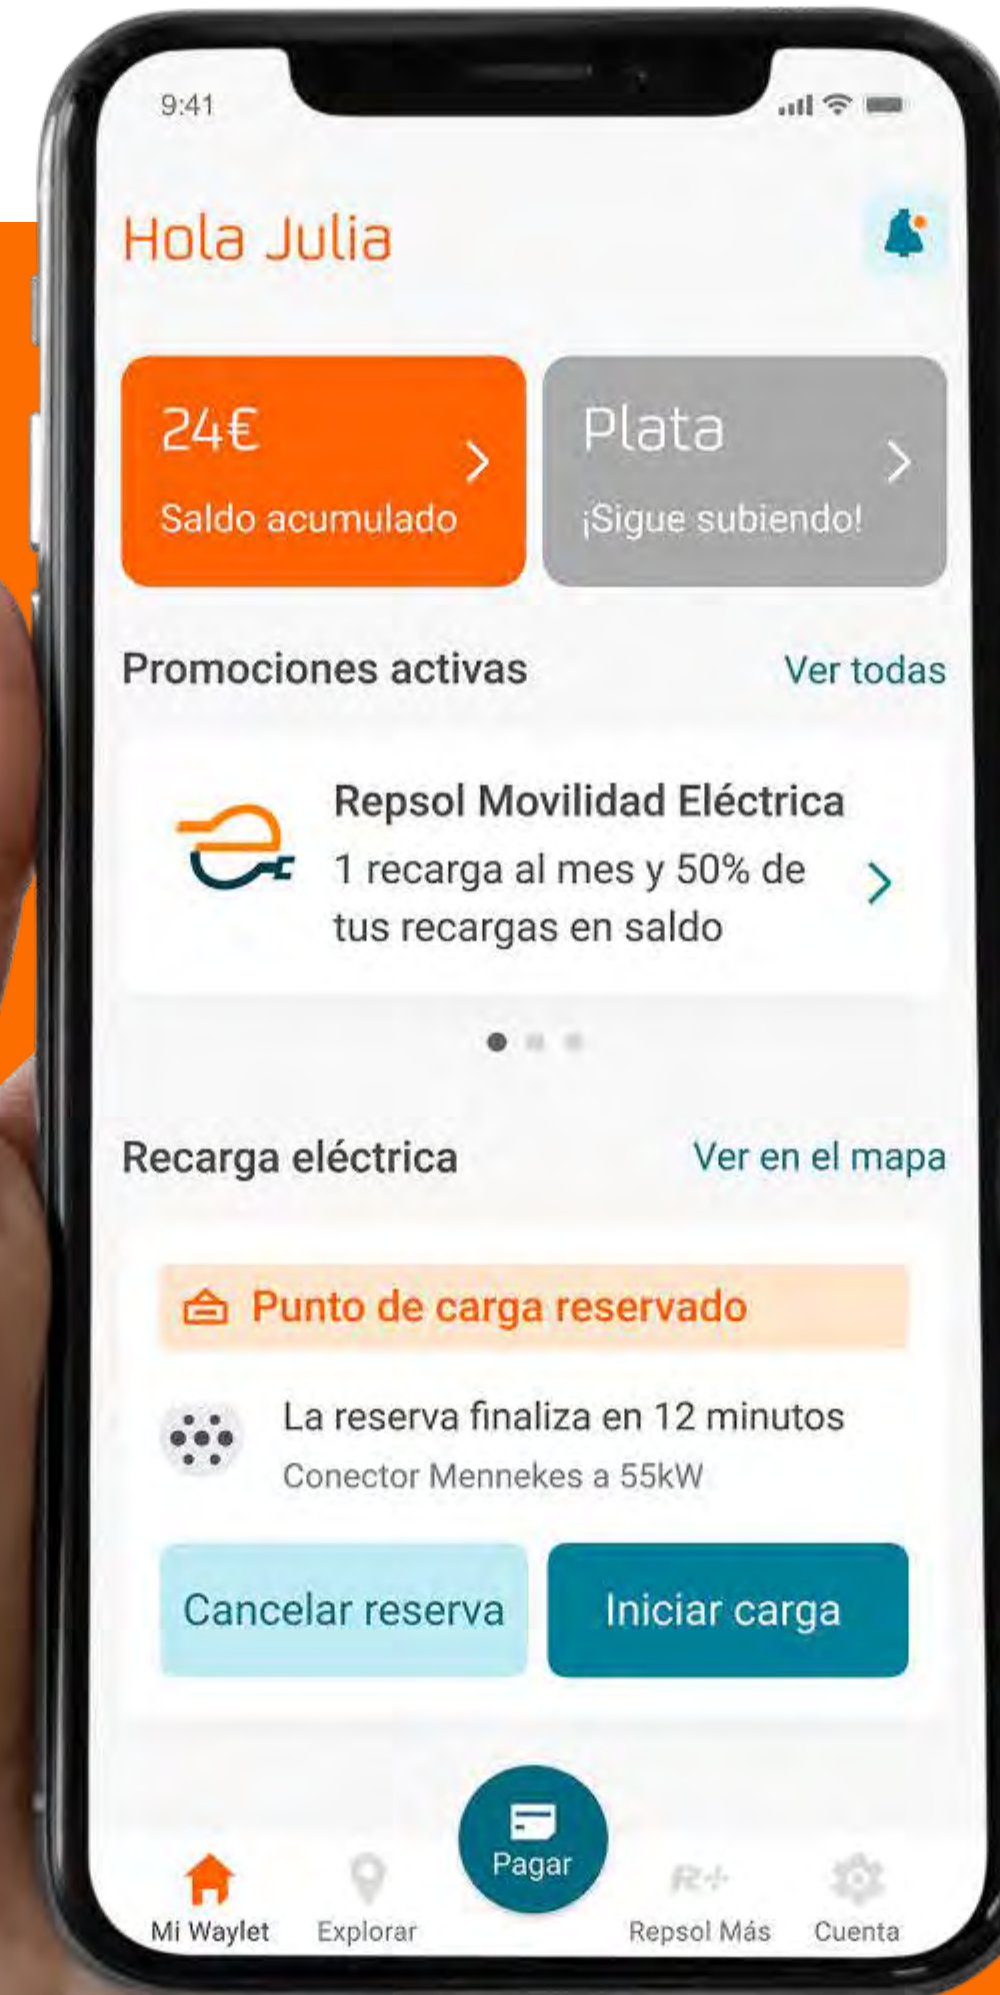 9:41
Hola Julia
24€
Saldo acumulado
Plata
¡Sigue subiendo!
Promociones activas
Ver todas
Repsol Movilidad Eléctrica
1 recarga al mes y 50% de
tus recargas en saldo
Recarga eléctrica
Ver en el mapa
Punto de carga reservado
La reserva finaliza en 12 minutos
Conector Mennekes a 55kW
Cancelar reserva
Iniciar carga
Pagar
R+
Mi Waylet
Explorar
Repsol Más
Cuenta